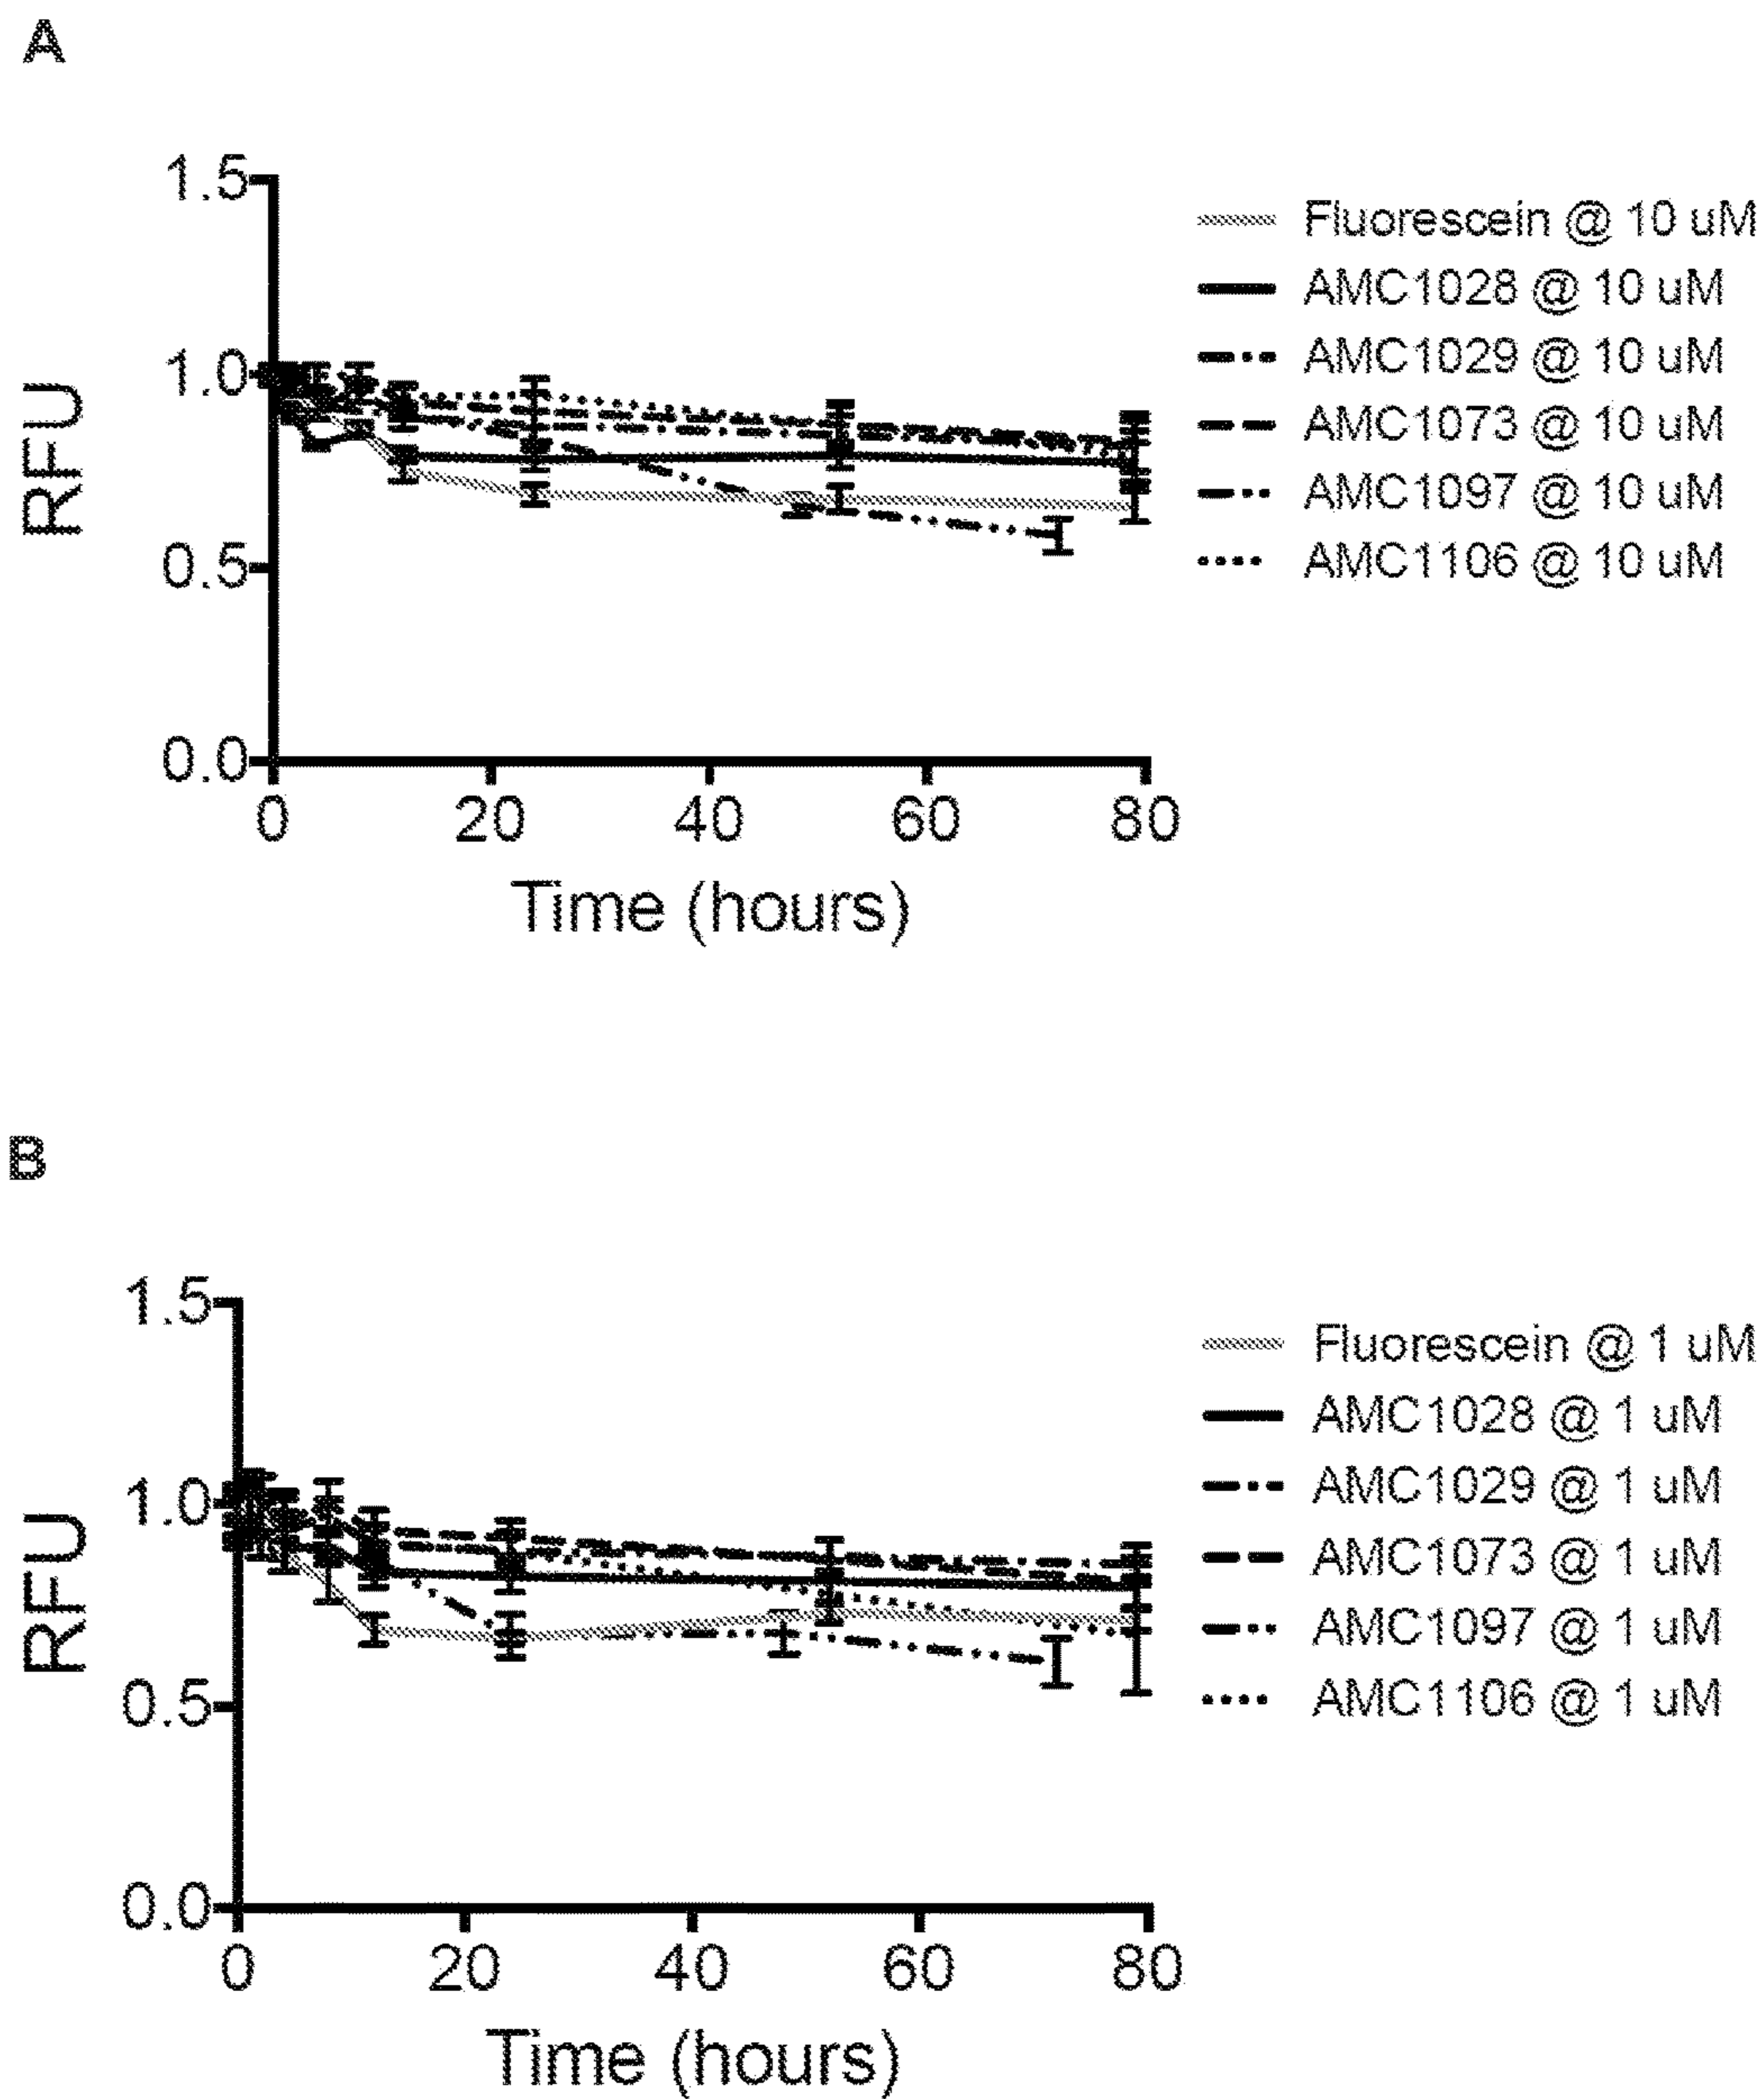 A
1.5
1.0
0.5
0.0
RFU
0 20 40 60 80
Time (hours)
Fluorescein @ 10 uM
AMC1028 @ 10 uM
AMC1029 @ 10 uM
AMC1073 @ 10 uM
AMC1097 @ 10 uM
AMC1106 @ 10 uM
B
1.5
1.0
0.5
0.0
RFU
0 20 40 60 80
Time (hours)
Fluorescein @ 1 uM
AMC1028 @ 1 uM
AMC1029 @ 1 uM
AMC1073 @ 1 uM
AMC1097 @ 1 uM
AMC1106 @ 1 uM